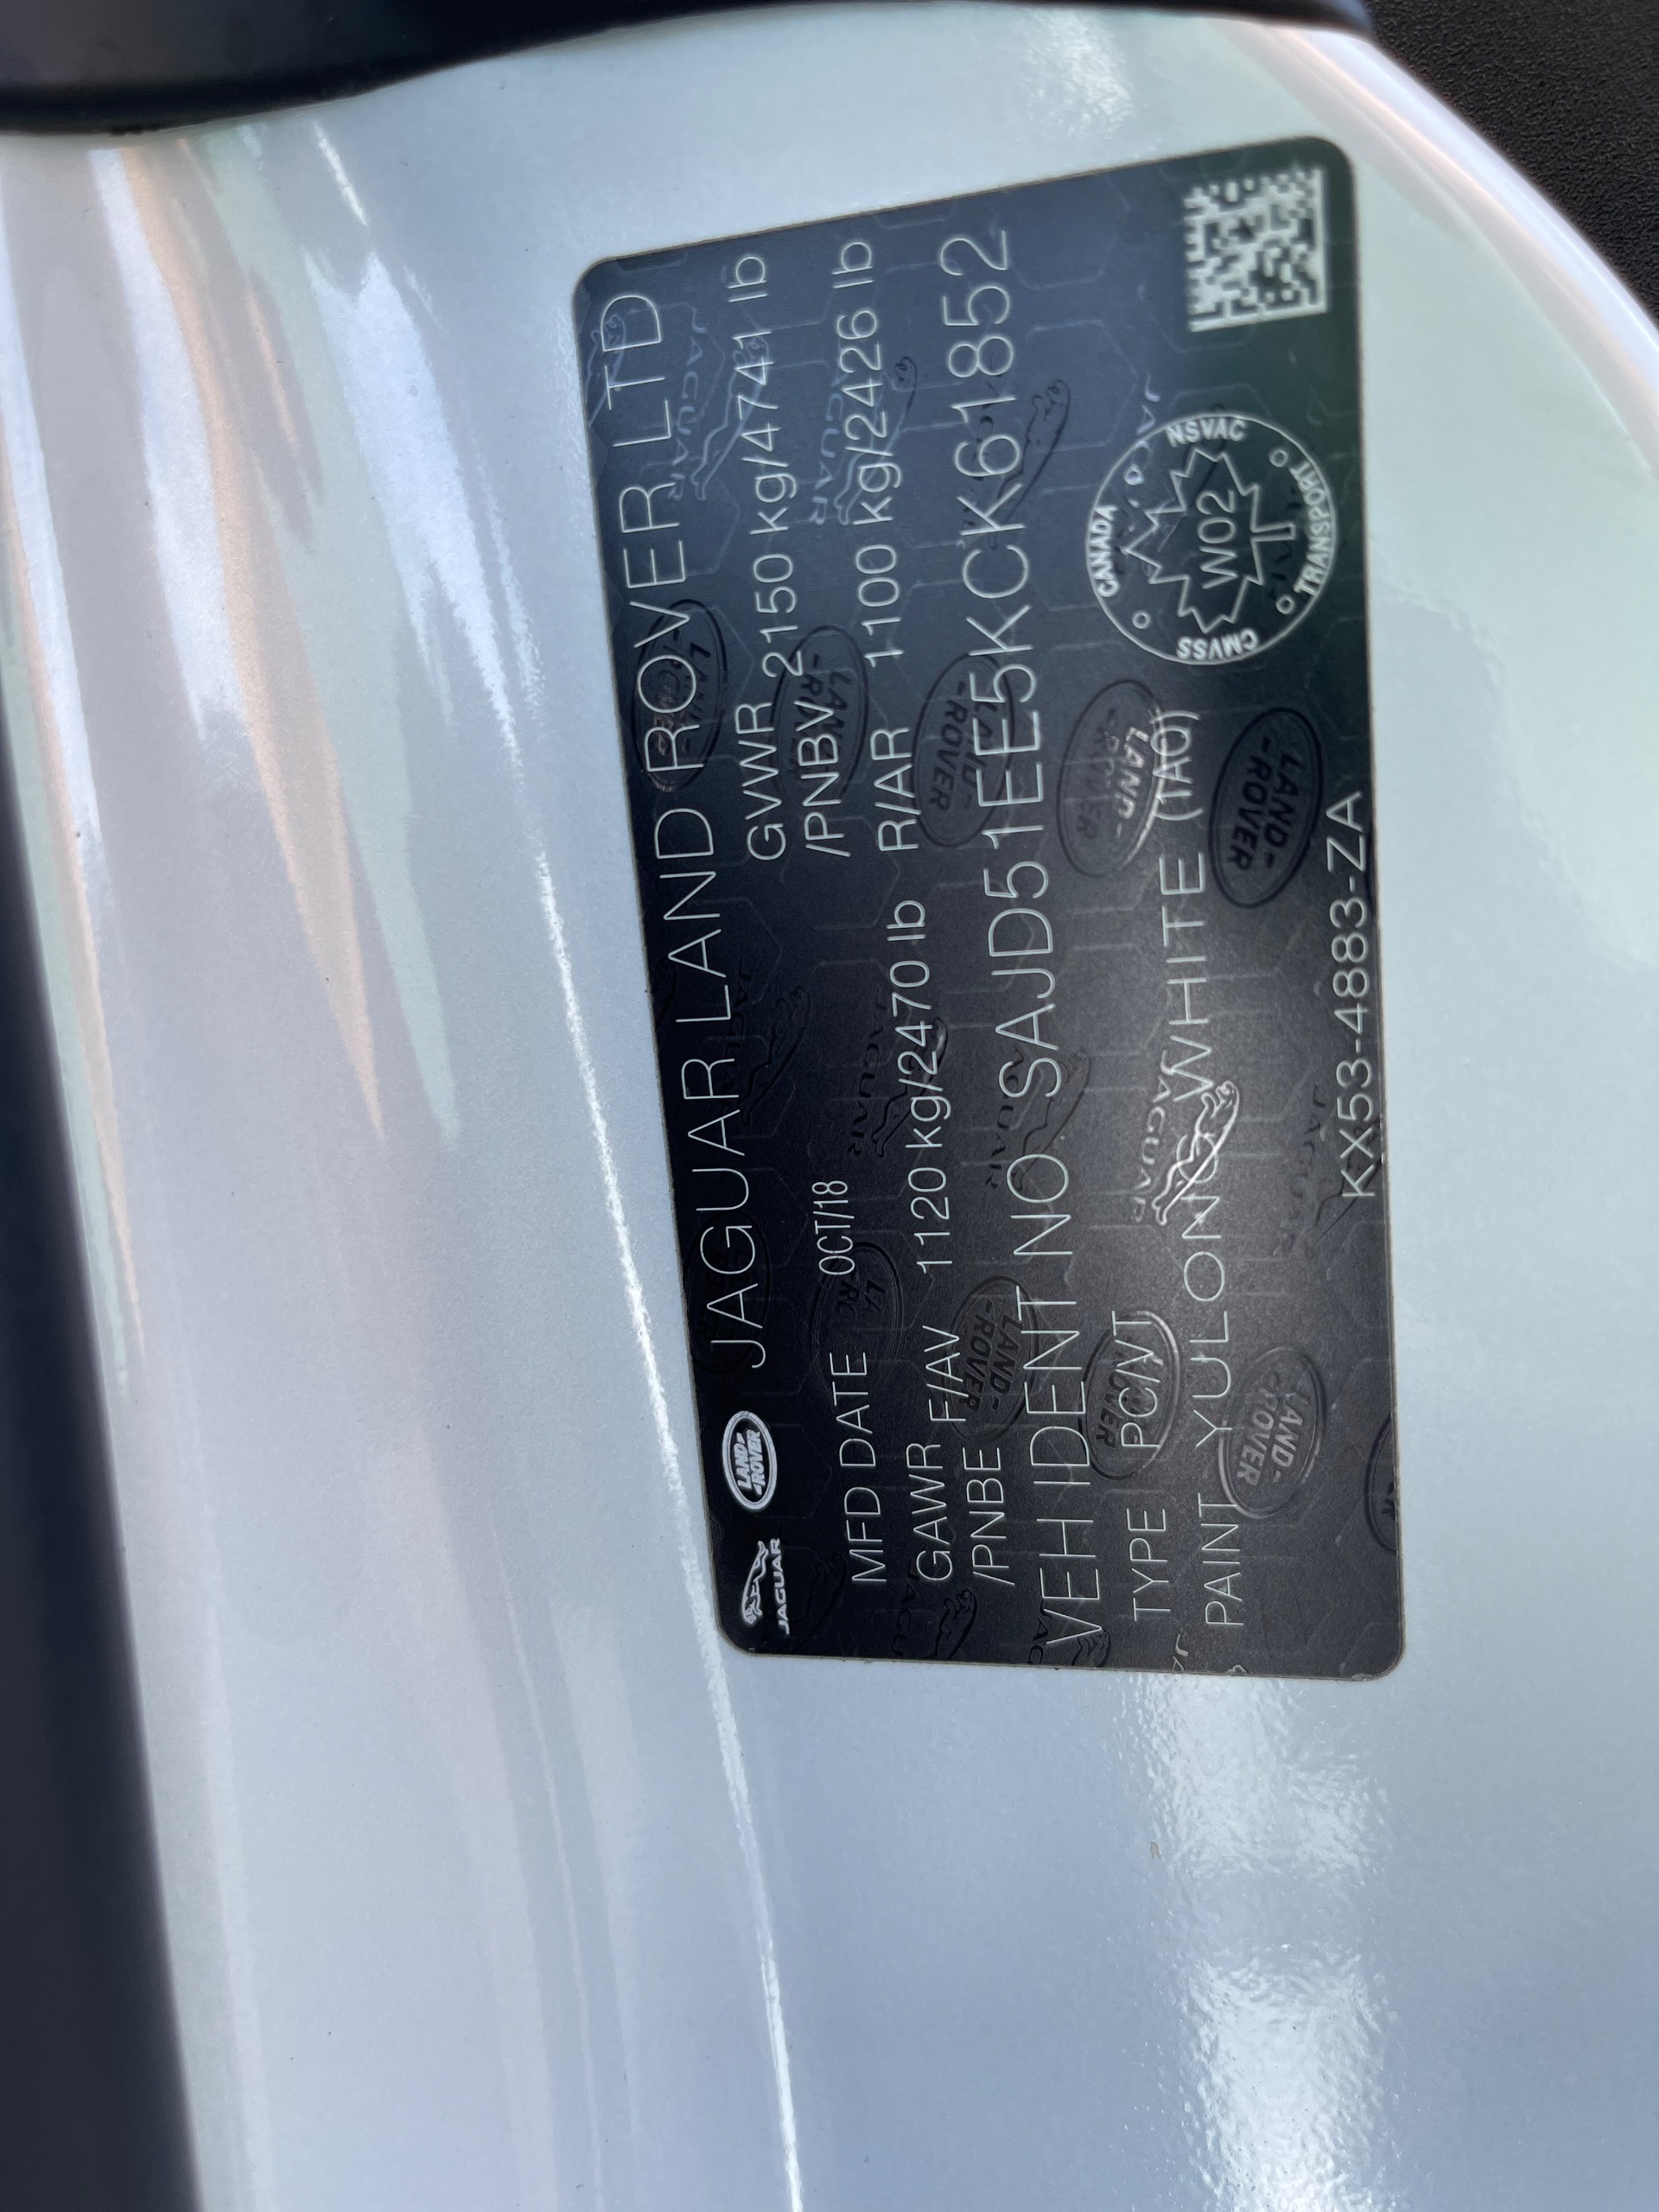 JAGUAR LAND ROVER JAGUAR LAND ROVER LTD
MFD DATE OCT/18 GVWR 2150 kg/4741 lb
/PNBV
GAWR F/AV 1120 kg/2470 lb R/AR 1100 kg/2426 lb
/PNBE
VEH IDENT NO SAJD51EE5KCK61852
TYPE PC/VT
PAINT YULONG WHITE (1AQ)
CANADA NSVAC TRANSPORT CMVSS
W02
KX53-4883-ZA